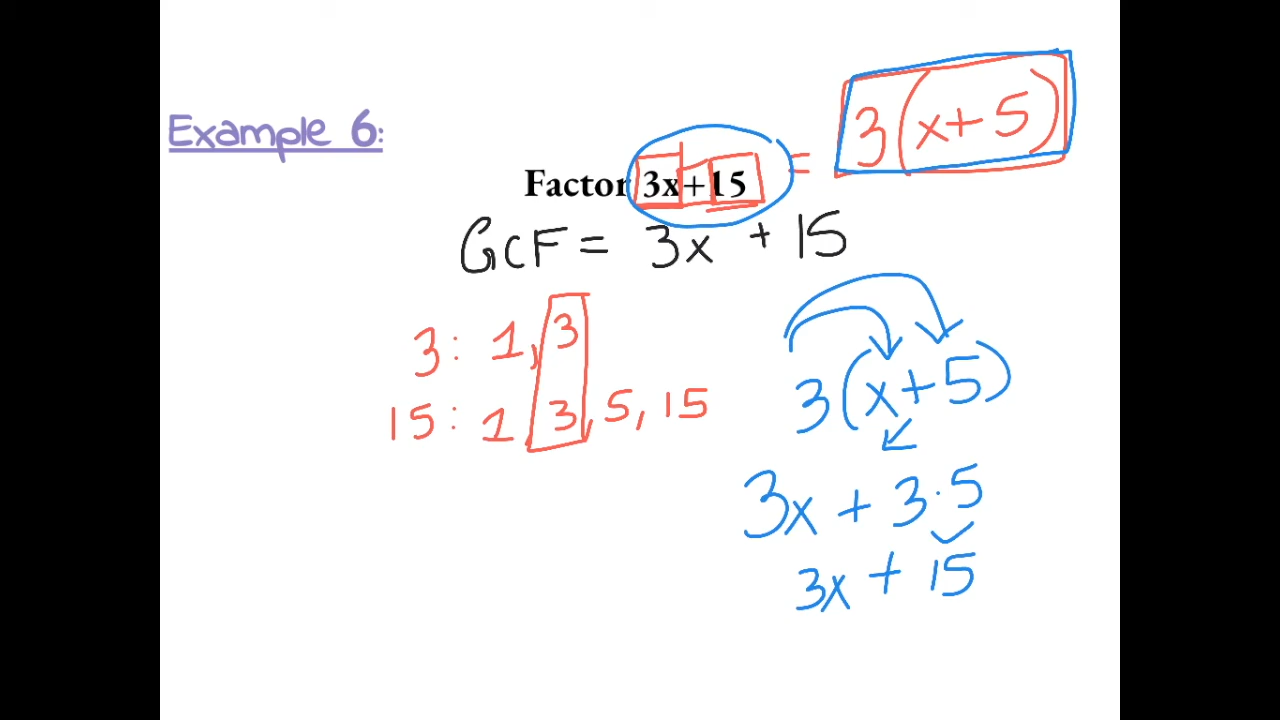 Example 6:
Factor 3x+15 = 3(x+5)
GCF = 3x + 15
3: 1, 3
15: 1, 3, 5, 15
3(x+5)
3x + 3·5
3x + 15